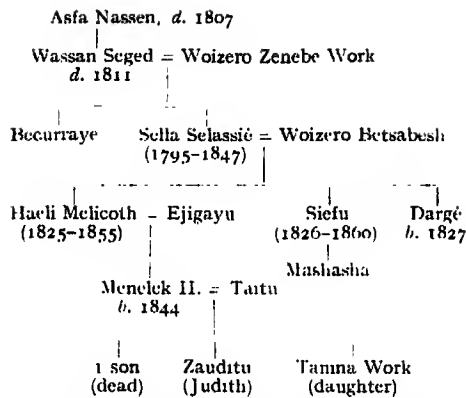 Asfa Nassen, d. 1807
Wassan Seged = Woizero Zenebe Work
d. 1811
Becurraye Sella Selassié = Woizero Betsabesh
(1795–1847)
Haeli Melicoth – Ejigayu Siefu Dargé
(1825–1855) (1826–1860) b. 1827
Mashasha
Menelek II. = Taitu
b. 1844
1 son Zauditu Tanina Work
(dead) (Judith) (daughter)